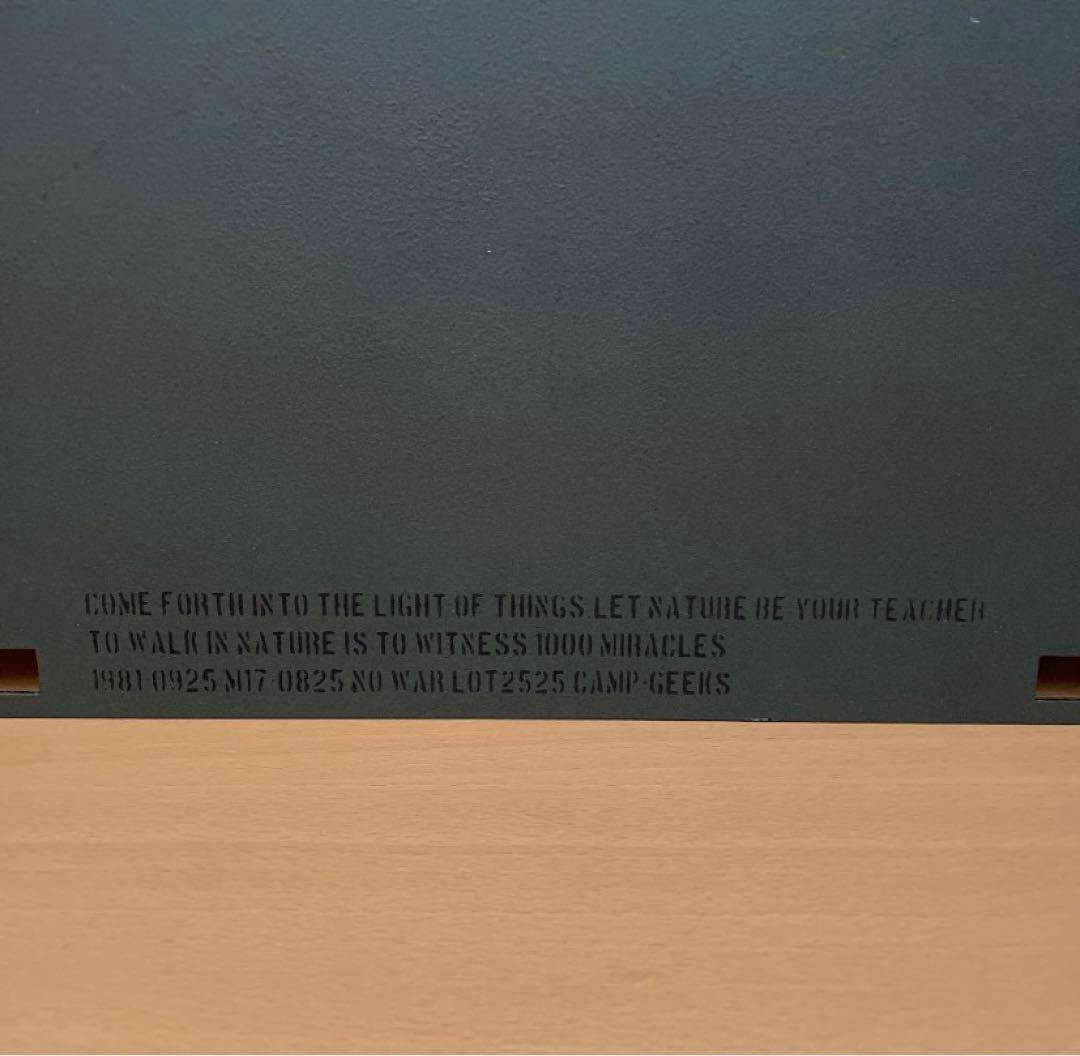 COME FORTH INTO THE LIGHT OF THINGS.LET NATURE BE YOUR TEACHER
TO WALK IN NATURE IS TO WITNESS 1000 MIRACLES
1981-0925 M17-0825 NO WAR LOT2525 CAMP-GEEKS